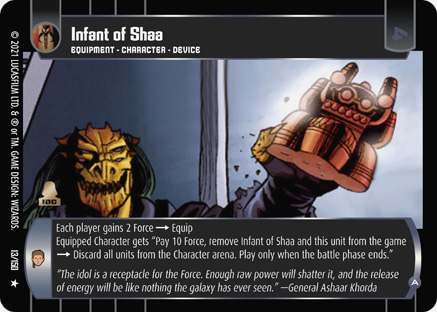 Infant of Shaa
EQUIPMENT - CHARACTER - DEVICE
© 2021 LUCASFILM LTD. & ® or TM. GAME DESIGN: WIZARDS.
100
Each player gains 2 Force → Equip
Equipped Character gets "Pay 10 Force, remove Infant of Shaa and this unit from the game
→ Discard all units from the Character arena. Play only when the battle phase ends."
"The idol is a receptacle for the Force. Enough raw power will shatter it, and the release
of energy will be like nothing the galaxy has ever seen." —General Ashaar Khorda
A